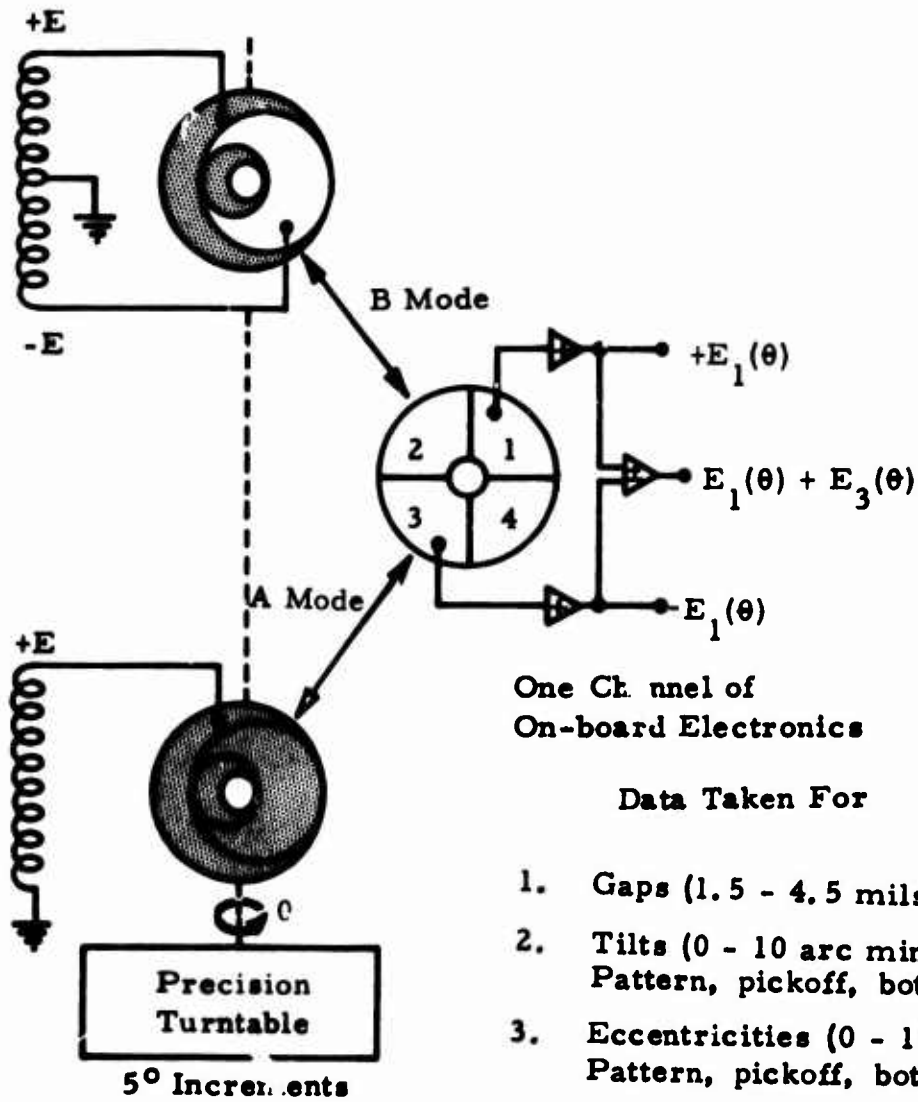 +E
-E
B Mode
2 1
3 4
+E₁(θ)
E₁(θ) + E₃(θ)
-E₁(θ)
A Mode
+E
One Ch nnel of
On-board Electronics
Data Taken For
1. Gaps (1.5 - 4.5 mils
2. Tilts (0 - 10 arc min
Pattern, pickoff, bot
3. Eccentricities (0 - 1
Pattern, pickoff, bot
Precision
Turntable
5° Increments